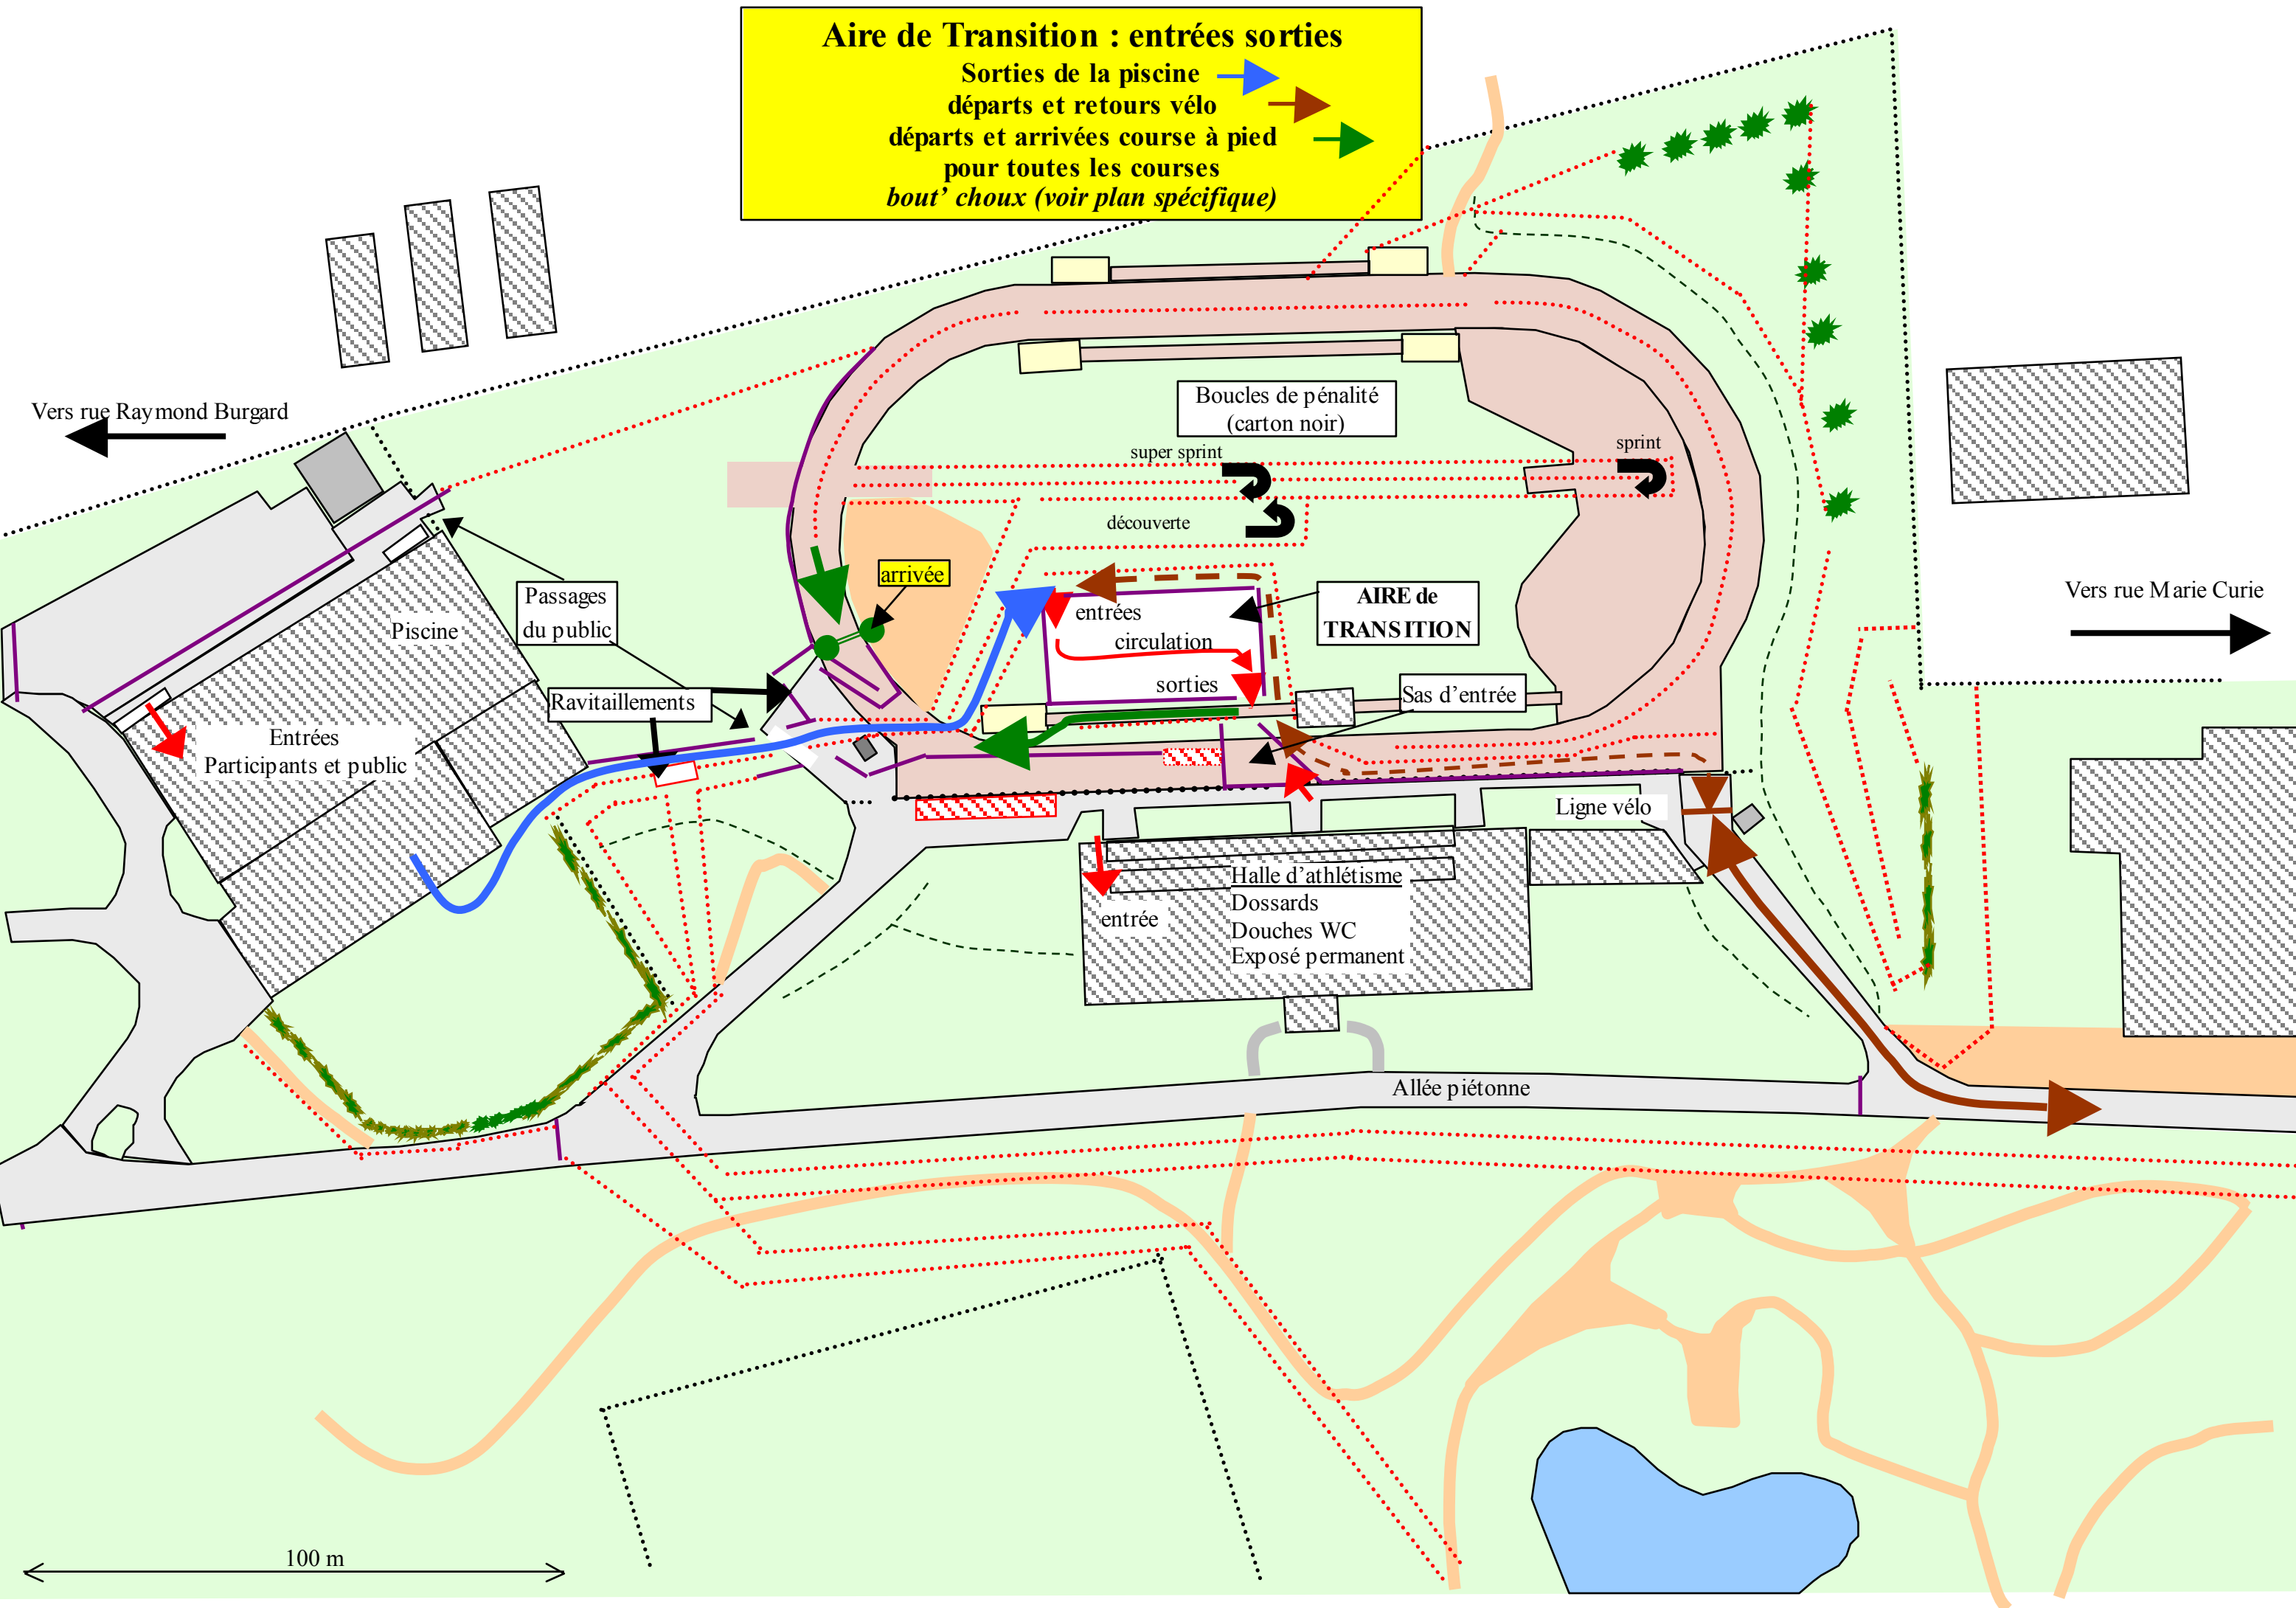 Aire de Transition : entrées sorties
Sorties de la piscine
départs et retours vélo
départs et arrivées course à pied
pour toutes les courses
bout’ choux (voir plan spécifique)
Vers rue Raymond Burgard
Boucles de pénalité
(carton noir)
super sprint
sprint
découverte
arrivée
Passages
du public
Piscine
entrées
circulation
sorties
AIRE de
TRANSITION
Vers rue Marie Curie
Ravitaillements
Sas d’entrée
Entrées
Participants et public
Ligne vélo
Halle d’athlétisme
Dossards
Douches WC
Exposé permanent
entrée
Allée piétonne
100 m